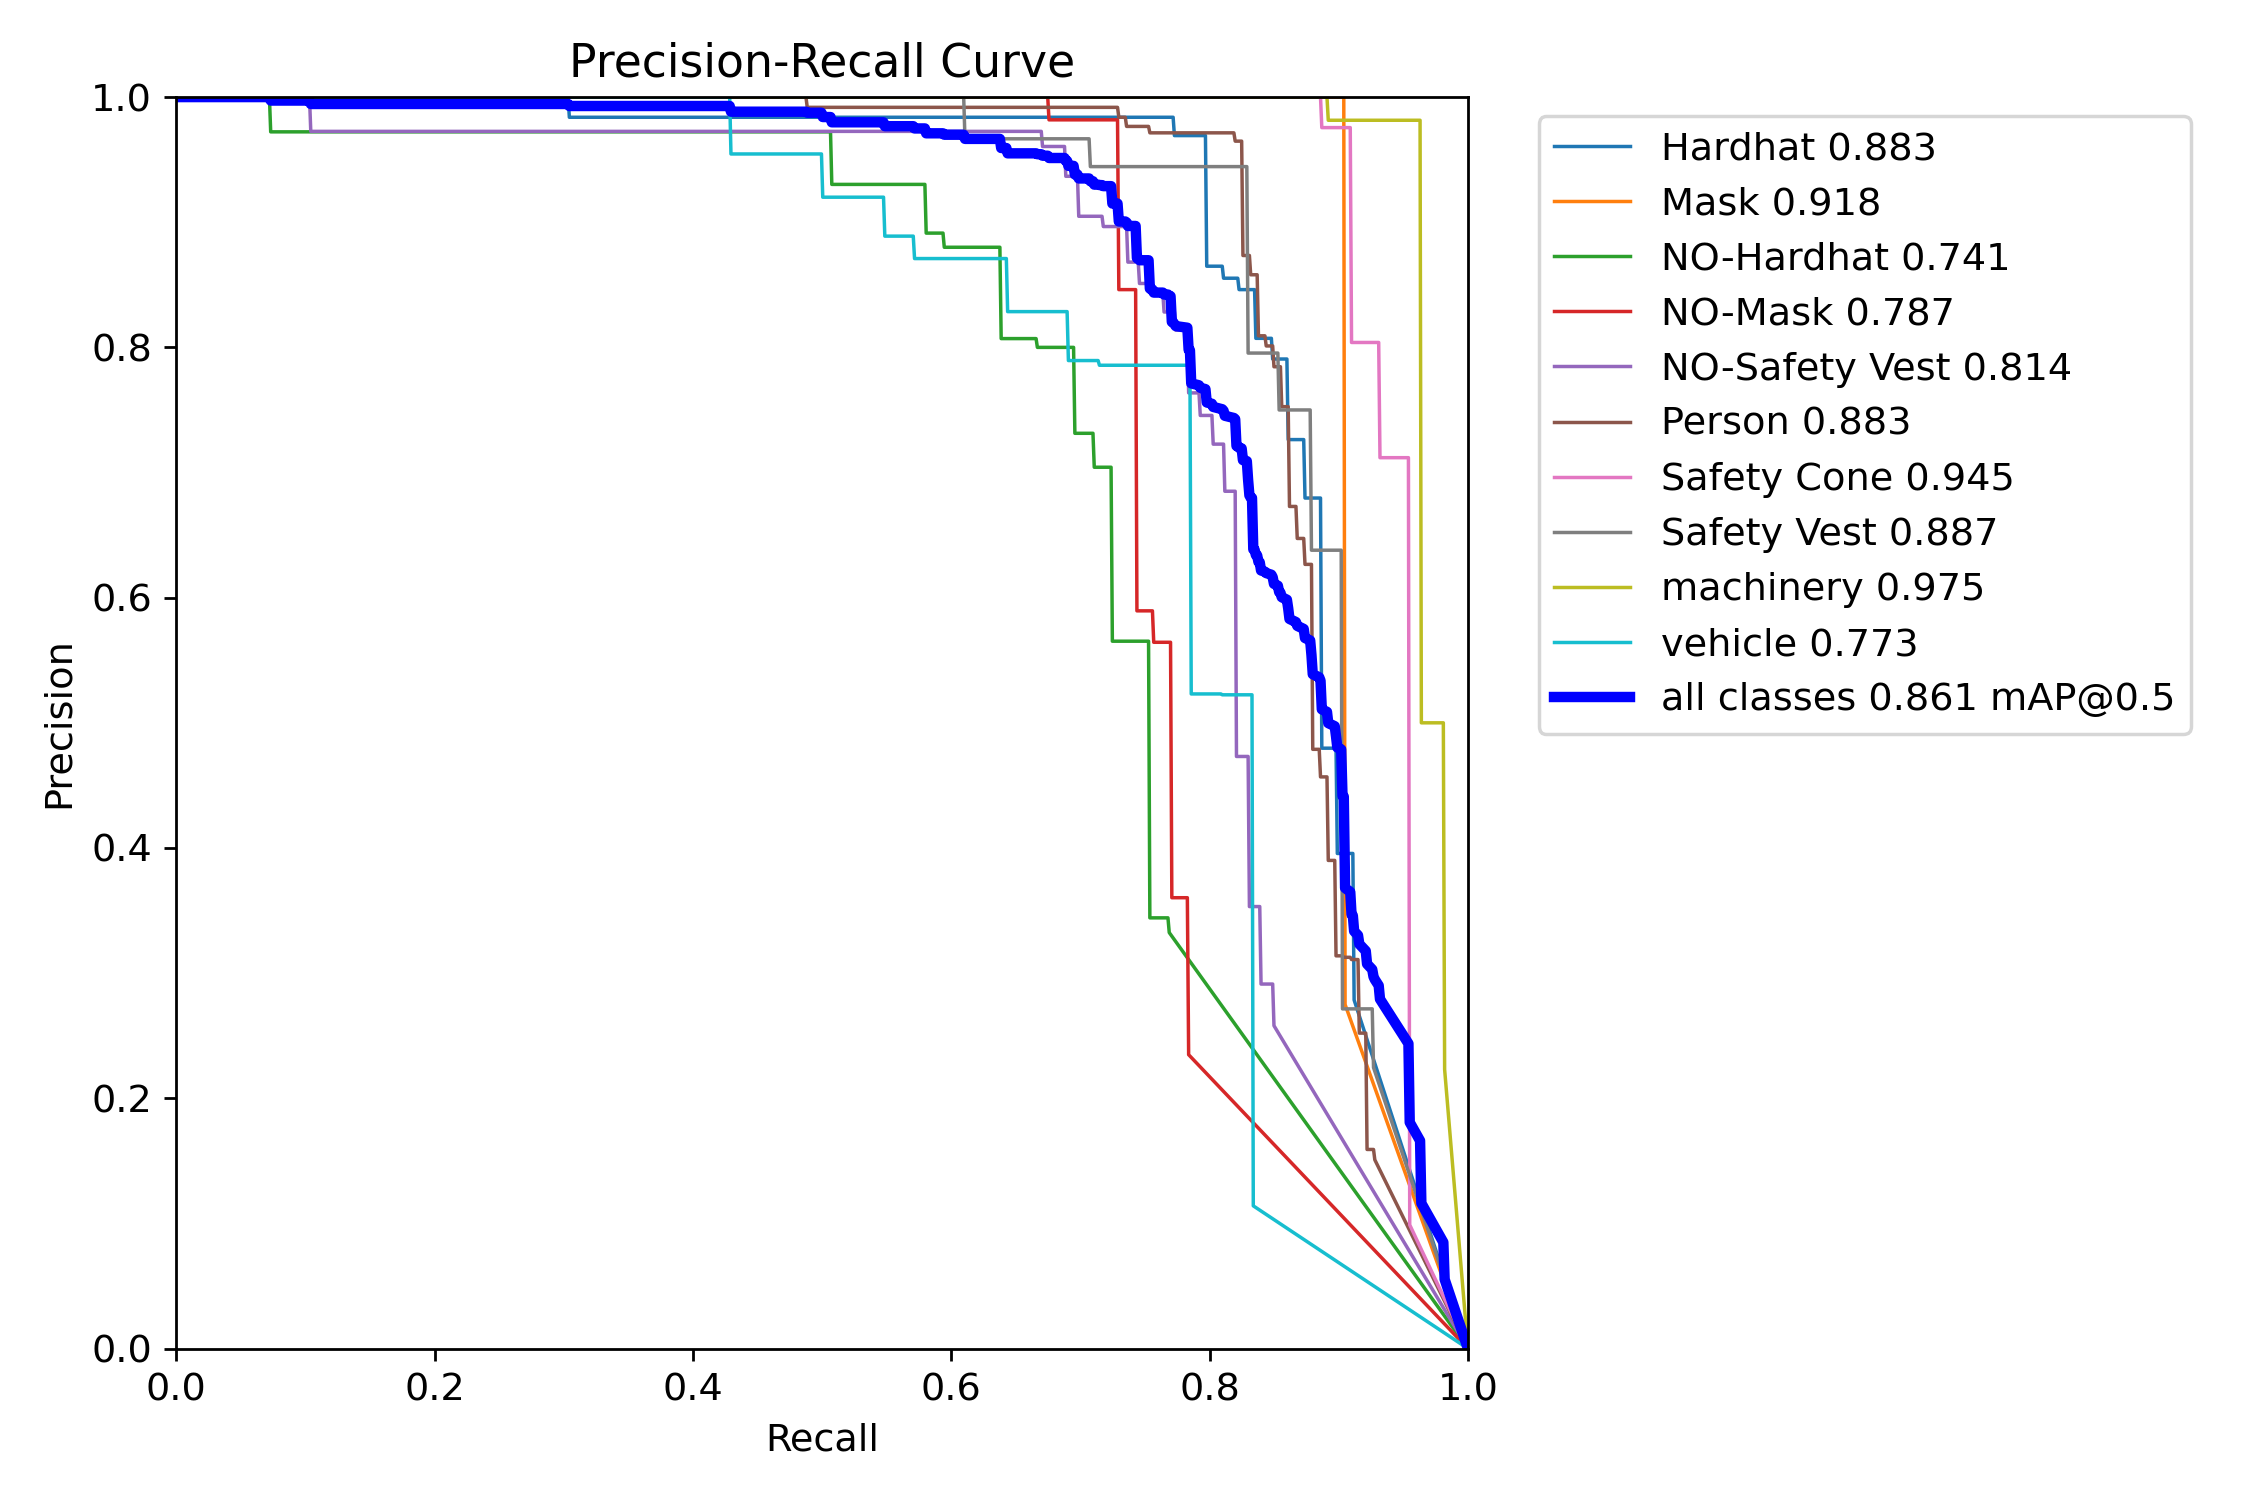 Precision-Recall Curve
1.0
0.8
0.6
0.4
0.2
0.0
Precision
0.0 0.2 0.4 0.6 0.8 1.0
Recall
Hardhat 0.883
Mask 0.918
NO-Hardhat 0.741
NO-Mask 0.787
NO-Safety Vest 0.814
Person 0.883
Safety Cone 0.945
Safety Vest 0.887
machinery 0.975
vehicle 0.773
all classes 0.861 mAP@0.5